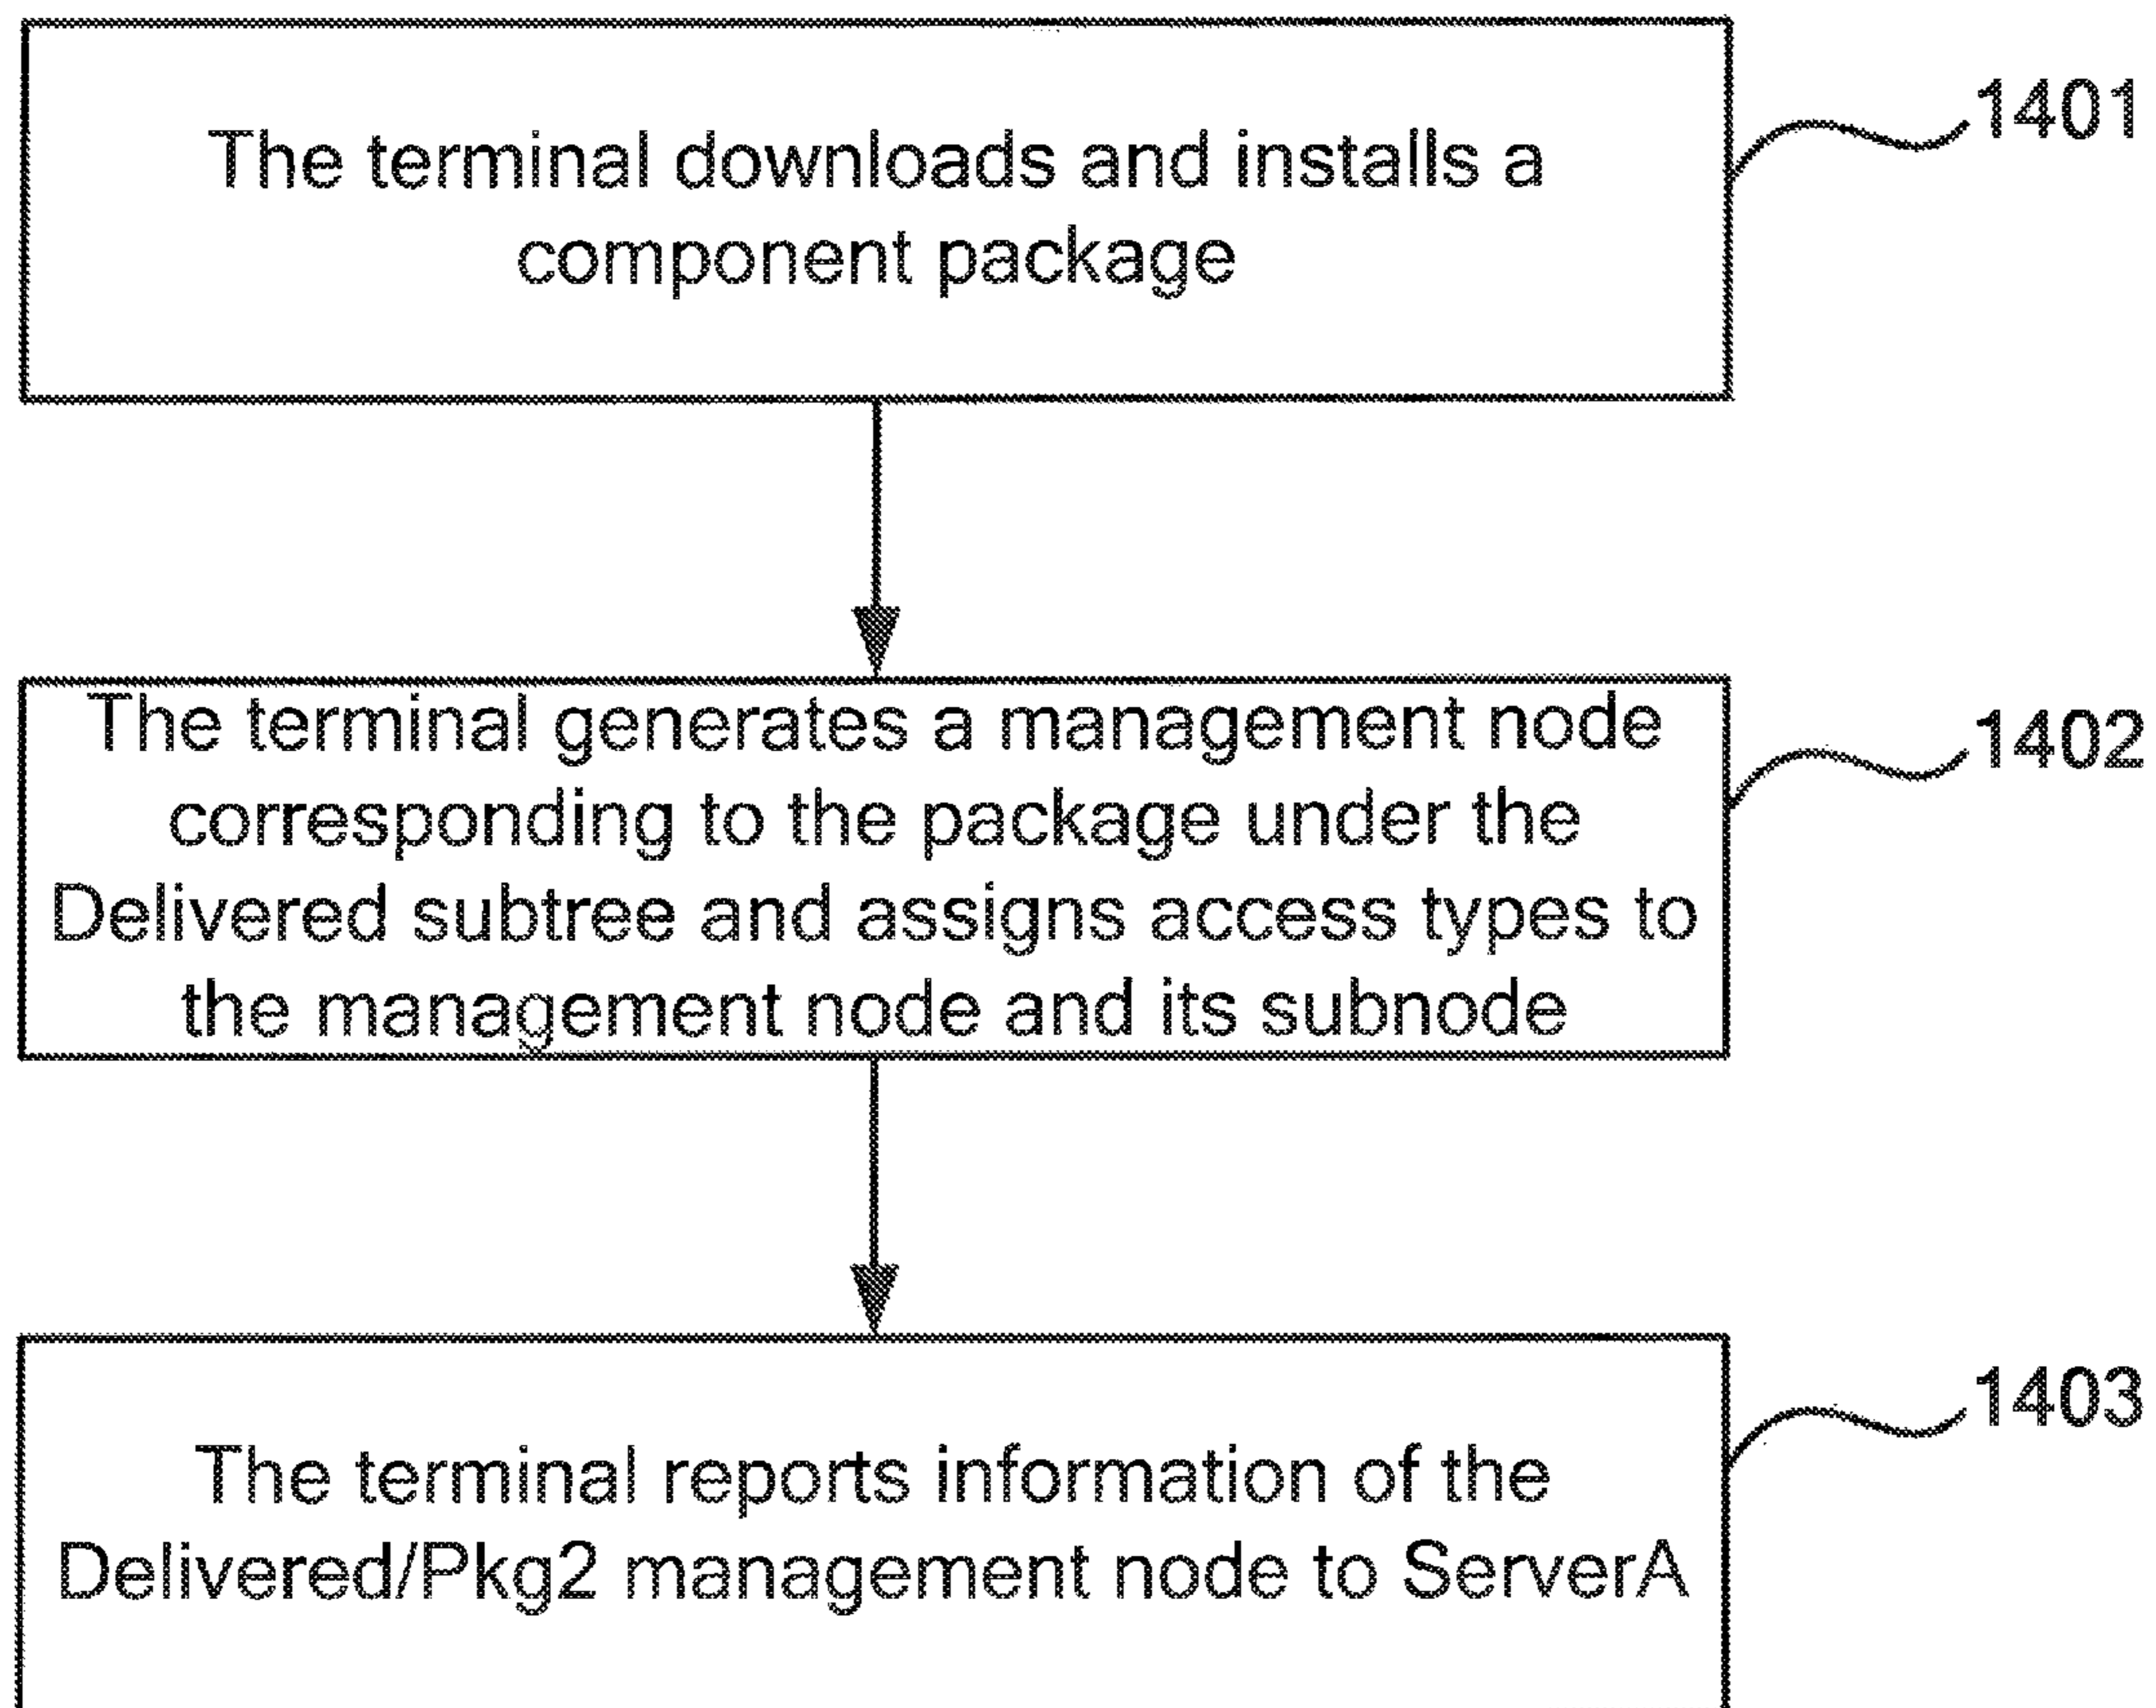 The terminal downloads and installs a
component package
1401
The terminal generates a management node
corresponding to the package under the
Delivered subtree and assigns access types to
the management node and its subnode
1402
The terminal reports information of the
Delivered/Pkg2 management node to ServerA
1403